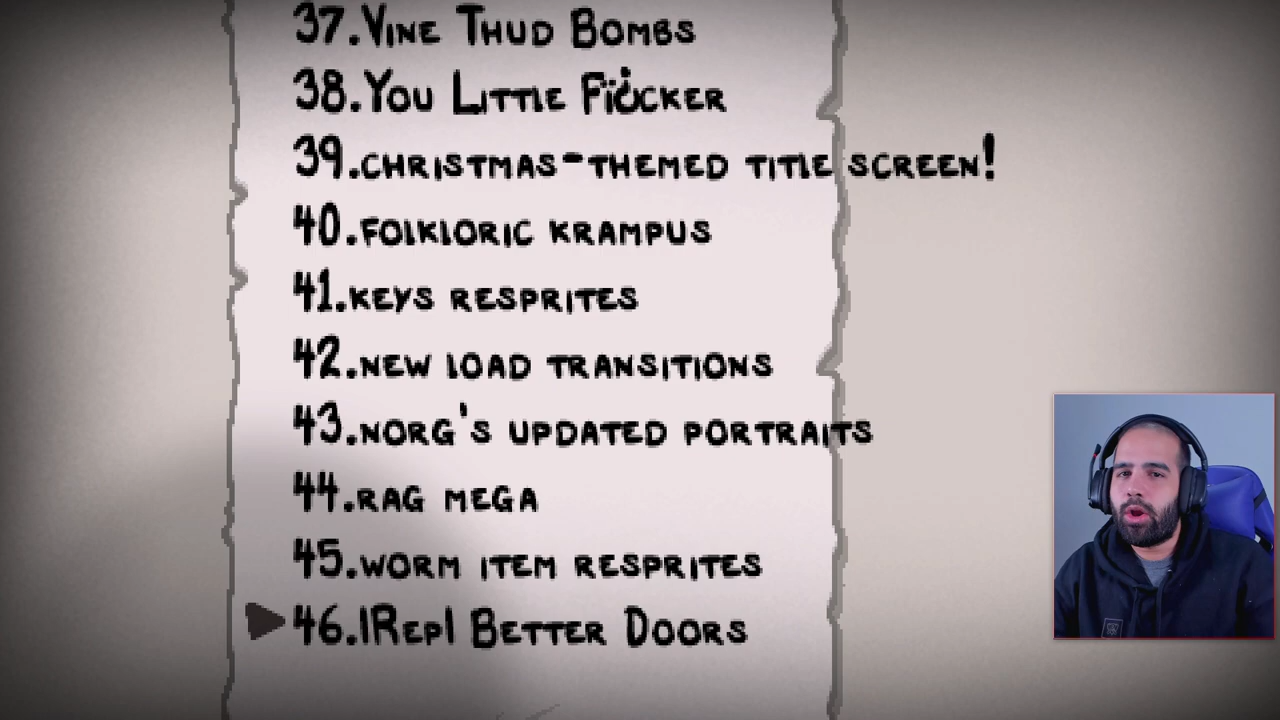 37.Vine Thud Bombs
38.You Little Fücker
39.christmas-themed title screen!
40.folkloric krampus
41.keys resprites
42.new load transitions
43.norg's updated portraits
44.rag mega
45.worm item resprites
46.|Rep| Better Doors